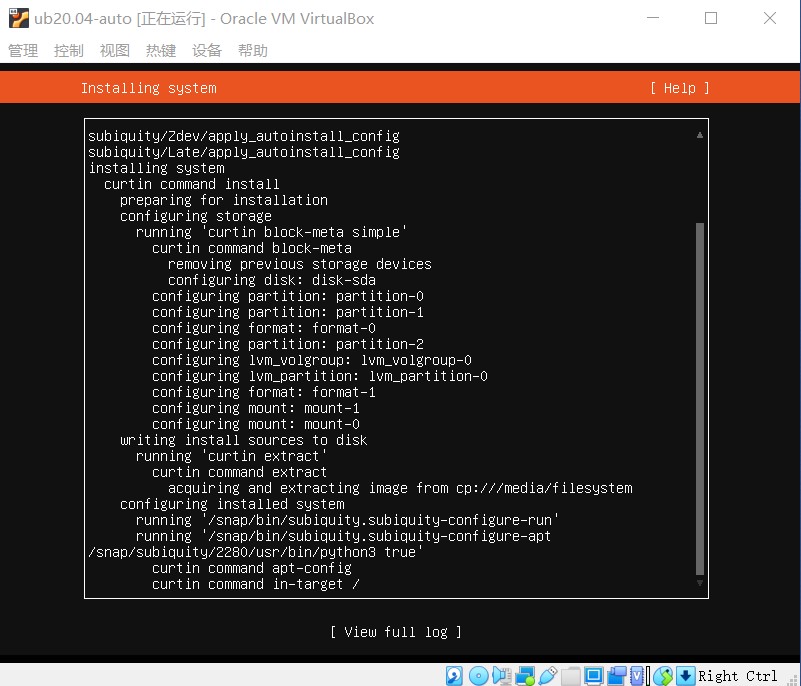 ub20.04-auto [正在运行] - Oracle VM VirtualBox
管理 控制 视图 热键 设备 帮助
Installing system [ Help ]
subiquity/Zdev/apply_autoinstall_config
subiquity/Late/apply_autoinstall_config
installing system
curtin command install
preparing for installation
configuring storage
running 'curtin block-meta simple'
curtin command block-meta
removing previous storage devices
configuring disk: disk-sda
configuring partition: partition-0
configuring partition: partition-1
configuring format: format-0
configuring partition: partition-2
configuring lvm_volgroup: lvm_volgroup-0
configuring lvm_partition: lvm_partition-0
configuring format: format-1
configuring mount: mount-1
configuring mount: mount-0
writing install sources to disk
running 'curtin extract'
curtin command extract
acquiring and extracting image from cp:///media/filesystem
configuring installed system
running '/snap/bin/subiquity.subiquity-configure-run'
running '/snap/bin/subiquity.subiquity-configure-apt
/snap/subiquity/2280/usr/bin/python3 true'
curtin command apt-config
curtin command in-target /
[ View full log ]
Right Ctrl